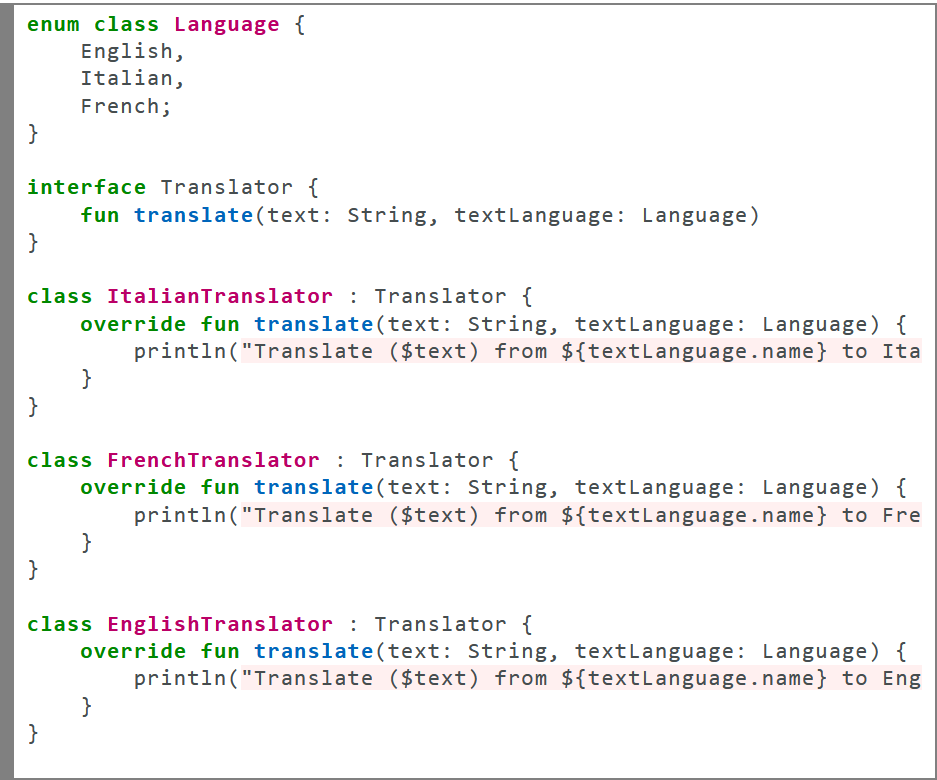 enum class Language {
    English,
    Italian,
    French;
}

interface Translator {
    fun translate(text: String, textLanguage: Language)
}

class ItalianTranslator : Translator {
    override fun translate(text: String, textLanguage: Language) {
        println("Translate ($text) from ${textLanguage.name} to Ita
    }
}

class FrenchTranslator : Translator {
    override fun translate(text: String, textLanguage: Language) {
        println("Translate ($text) from ${textLanguage.name} to Fre
    }
}

class EnglishTranslator : Translator {
    override fun translate(text: String, textLanguage: Language) {
        println("Translate ($text) from ${textLanguage.name} to Eng
    }
}